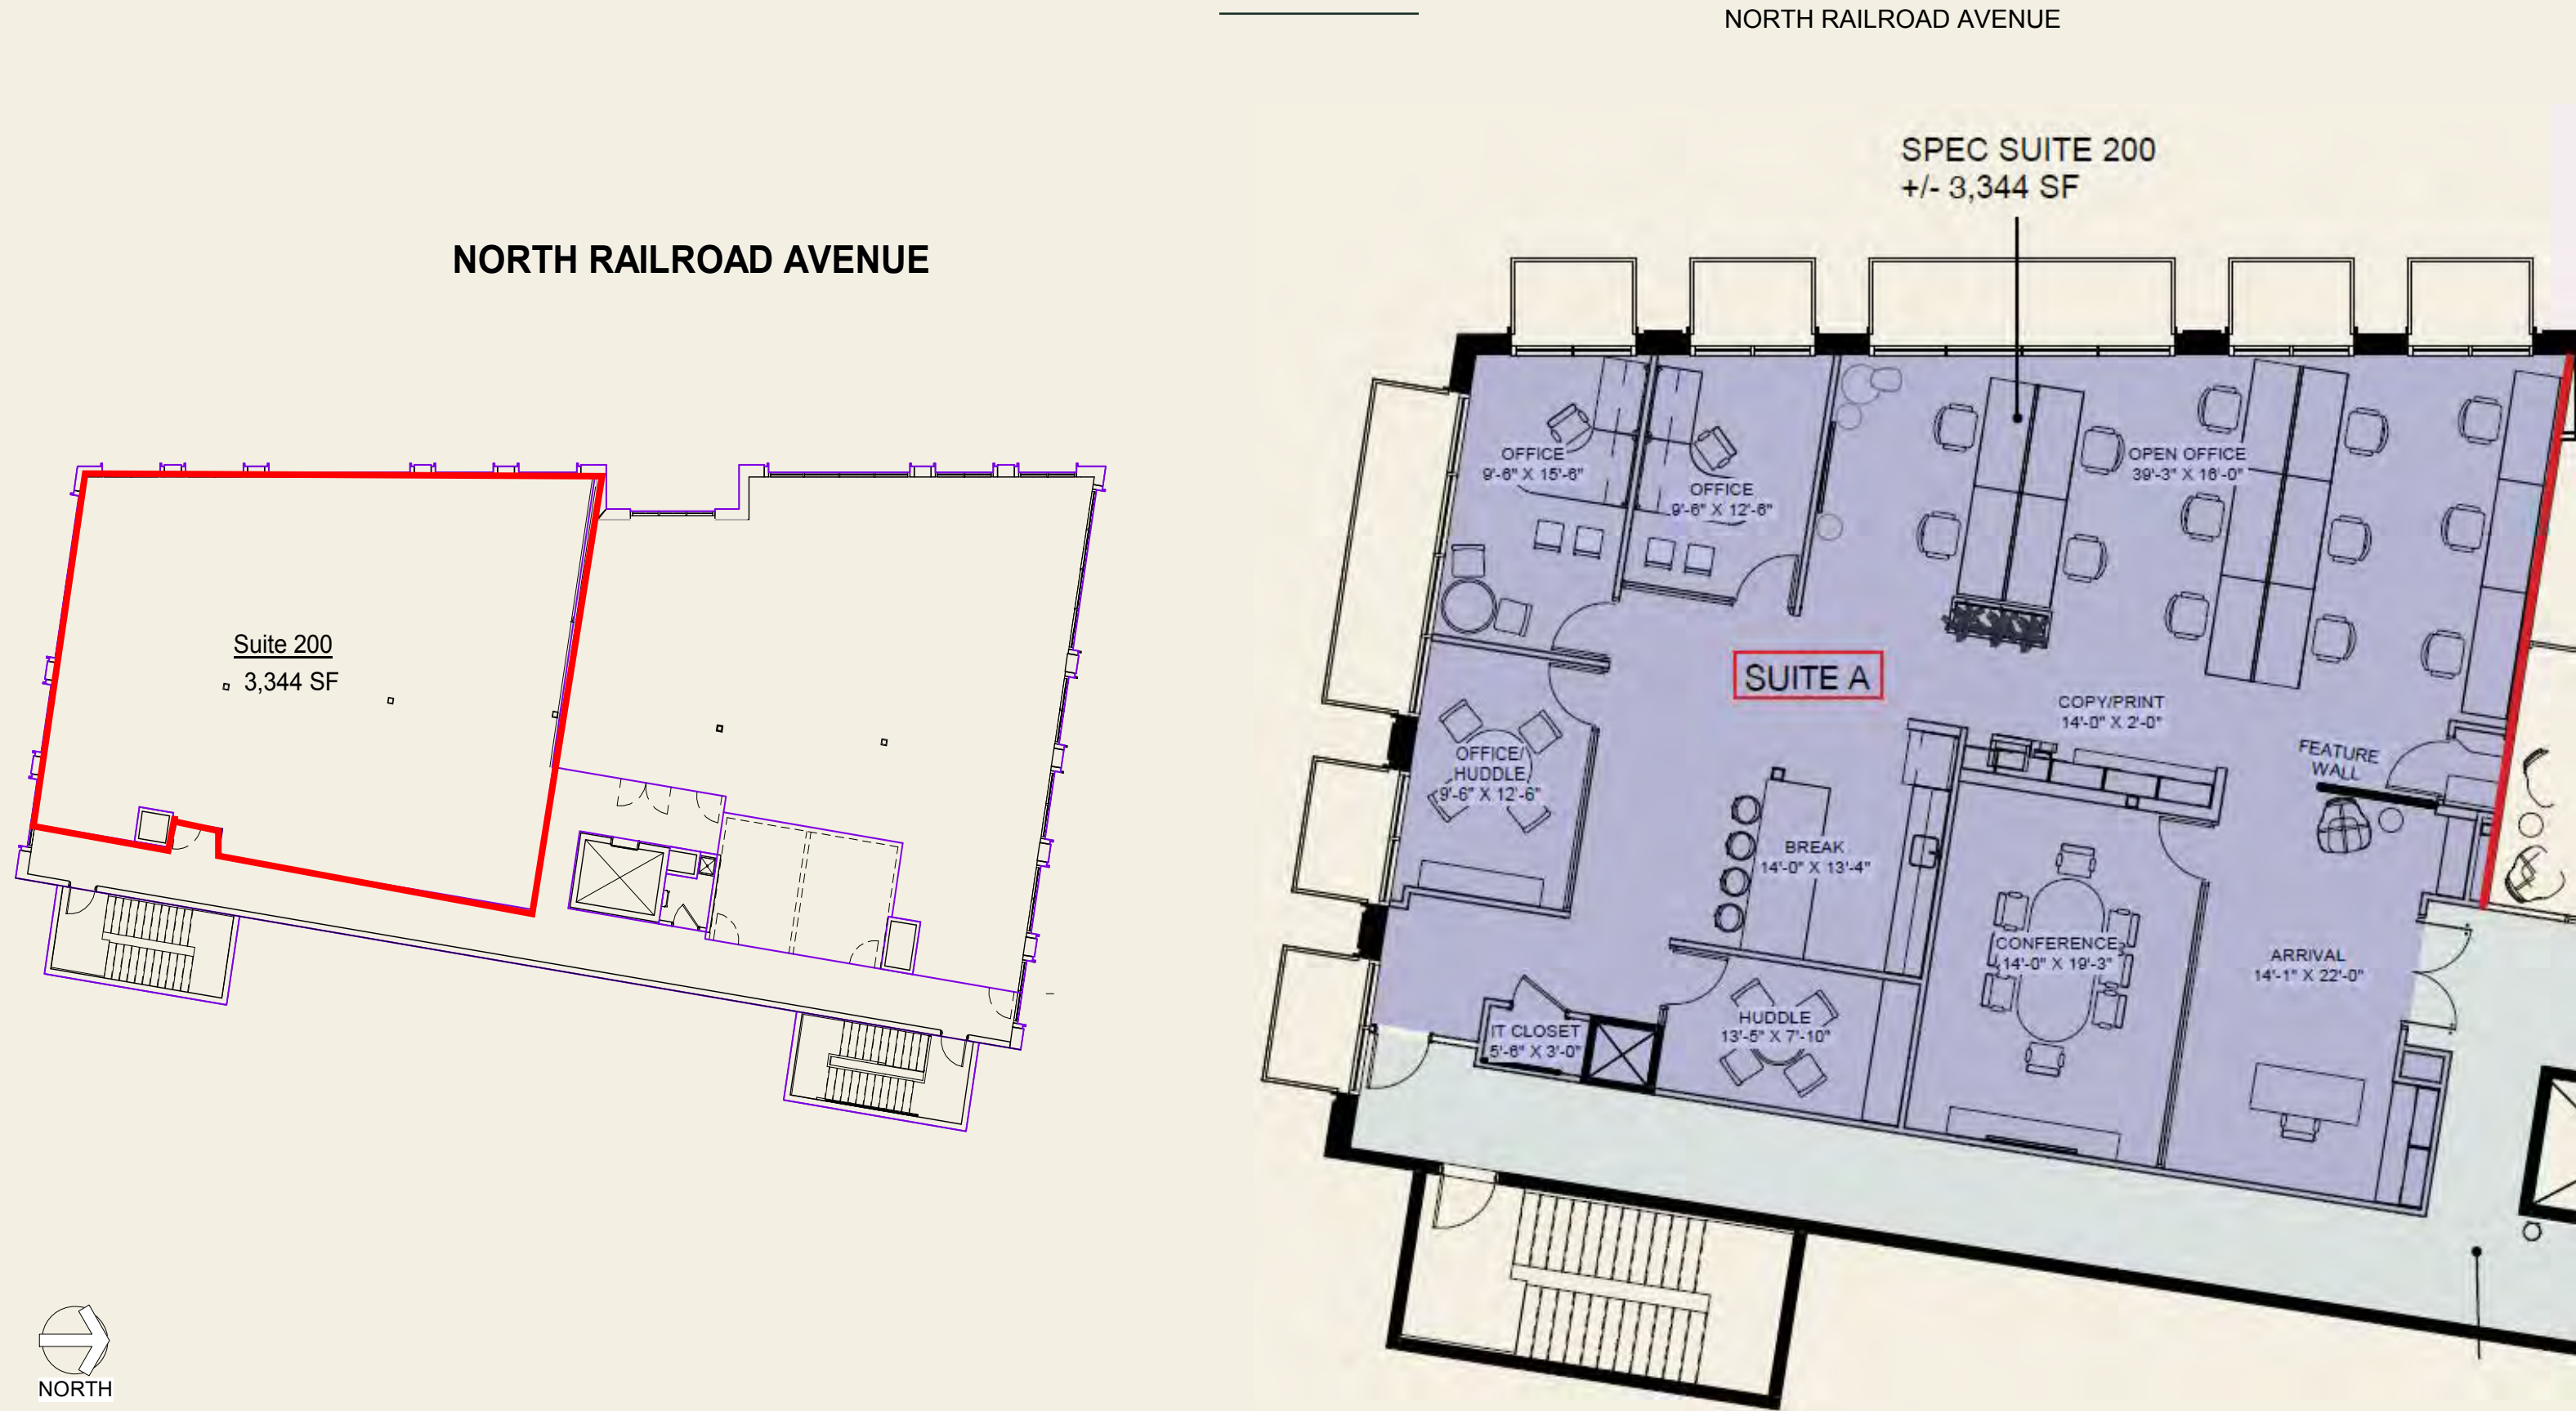 NORTH RAILROAD AVENUE
SPEC SUITE 200
+/- 3,344 SF
NORTH RAILROAD AVENUE
Suite 200
3,344 SF
NORTH
OFFICE
9'-6" X 15'-6"
OFFICE
9'-6" X 12'-6"
OPEN OFFICE
39'-3" X 16'-0"
SUITE A
COPY/PRINT
14'-0" X 2'-0"
FEATURE
WALL
OFFICE/
HUDDLE
9'-6" X 12'-6"
BREAK
14'-0" X 13'-4"
CONFERENCE
14'-0" X 19'-3"
ARRIVAL
14'-1" X 22'-0"
HUDDLE
13'-5" X 7'-10"
IT CLOSET
5'-6" X 3'-0"